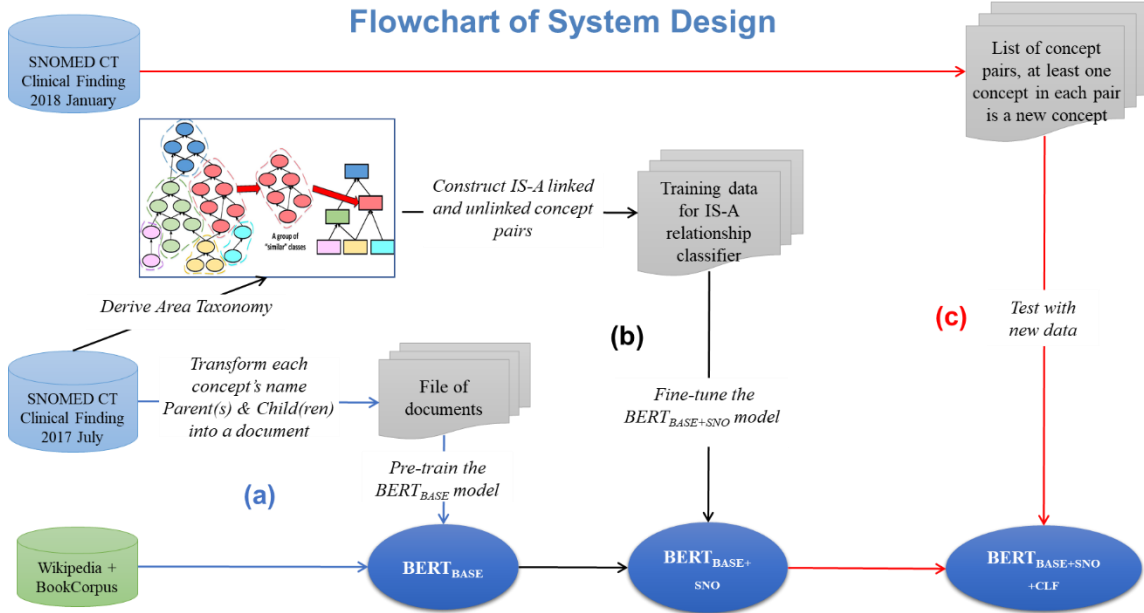 Flowchart of System Design
SNOMED CT
Clinical Finding
2018 January
List of concept
pairs, at least one
concept in each pair
is a new concept
A group of
"similar" classes
Construct IS-A linked
and unlinked concept
pairs
Training data
for IS-A
relationship
classifier
Derive Area Taxonomy
(b)
(c)
Test with
new data
SNOMED CT
Clinical Finding
2017 July
Transform each
concept's name
Parent(s) & Child(ren)
into a document
File of
documents
Fine-tune the
BERTBASE+SNO model
(a)
Pre-train the
BERTBASE model
Wikipedia +
BookCorpus
BERTBASE
BERTBASE+
SNO
BERTBASE+SNO
+CLF